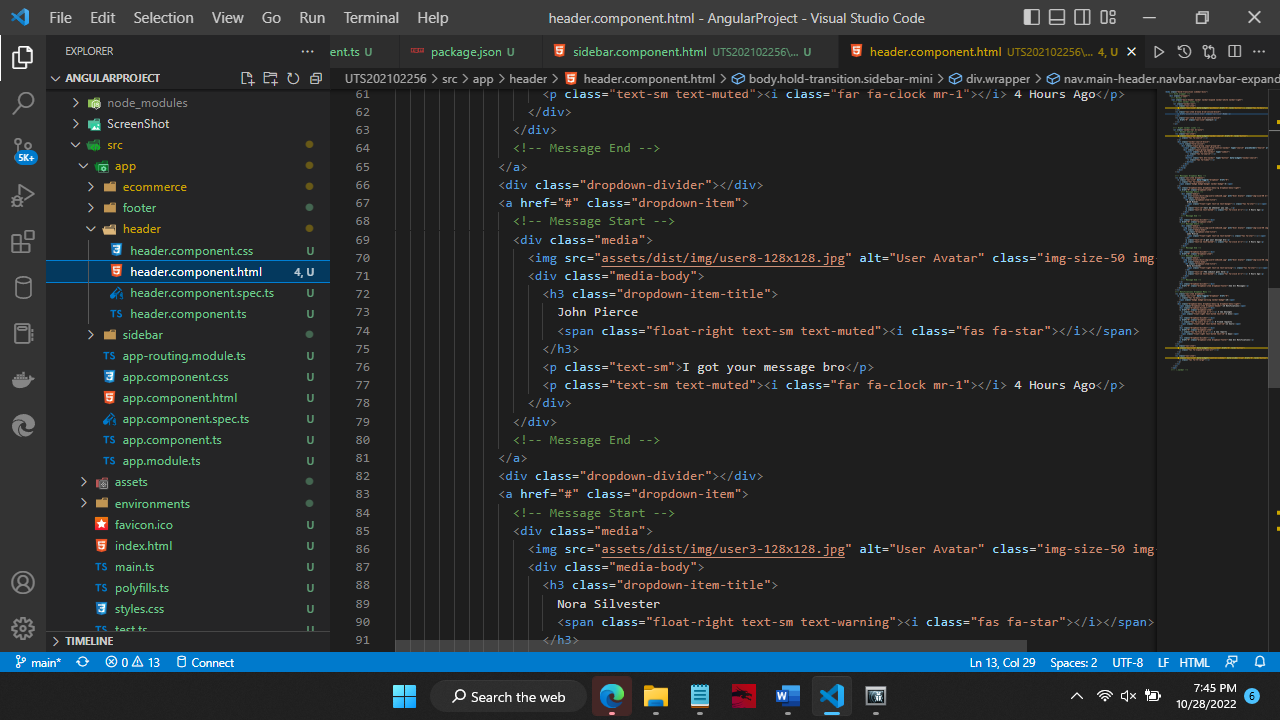 File Edit Selection View Go Run Terminal Help header.component.html - AngularProject - Visual Studio Code
EXPLORER
ent.ts U package.json U sidebar.component.html UTS202102256\... U header.component.html UTS202102256\... 4, U
ANGULARPROJECT
UTS202102256 > src > app > header > header.component.html > body.hold-transition.sidebar-mini > div.wrapper > nav.main-header.navbar.navbar-expand
node_modules
ScreenShot
src
app
ecommerce
footer
header
header.component.css U
header.component.html 4, U
header.component.spec.ts U
header.component.ts U
sidebar
app-routing.module.ts U
app.component.css U
app.component.html U
app.component.spec.ts U
app.component.ts U
app.module.ts U
assets
environments
favicon.ico U
index.html U
main.ts U
polyfills.ts U
styles.css U
test.ts U
TIMELINE
5K+
61 <p class="text-sm text-muted"><i class="far fa-clock mr-1"></i> 4 Hours Ago</p>
62 </div>
63 </div>
64 <!-- Message End -->
65 </a>
66 <div class="dropdown-divider"></div>
67 <a href="#" class="dropdown-item">
68 <!-- Message Start -->
69 <div class="media">
70 <img src="assets/dist/img/user8-128x128.jpg" alt="User Avatar" class="img-size-50 img-
71 <div class="media-body">
72 <h3 class="dropdown-item-title">
73 John Pierce
74 <span class="float-right text-sm text-muted"><i class="fas fa-star"></i></span>
75 </h3>
76 <p class="text-sm">I got your message bro</p>
77 <p class="text-sm text-muted"><i class="far fa-clock mr-1"></i> 4 Hours Ago</p>
78 </div>
79 </div>
80 <!-- Message End -->
81 </a>
82 <div class="dropdown-divider"></div>
83 <a href="#" class="dropdown-item">
84 <!-- Message Start -->
85 <div class="media">
86 <img src="assets/dist/img/user3-128x128.jpg" alt="User Avatar" class="img-size-50 img-
87 <div class="media-body">
88 <h3 class="dropdown-item-title">
89 Nora Silvester
90 <span class="float-right text-sm text-warning"><i class="fas fa-star"></i></span>
91 </h3>
main* 0 13 Connect Ln 13, Col 29 Spaces: 2 UTF-8 LF HTML
Search the web
7:45 PM
10/28/2022
6